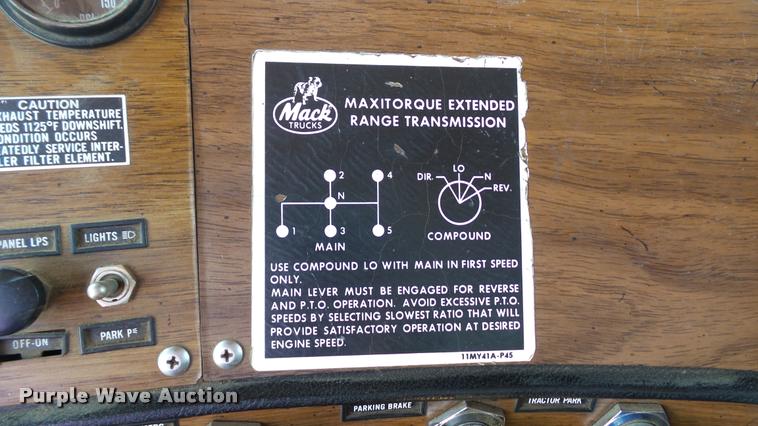 150
PSI
CAUTION
EXHAUST TEMPERATURE
EDS 1125°F DOWNSHIFT.
CONDITION OCCURS
EATEDLY SERVICE INTER-
LER FILTER ELEMENT.
PANEL LPS
LIGHTS
OFF-ON
PARK
Mack
TRUCKS
MAXITORQUE EXTENDED
RANGE TRANSMISSION
2 4
N
1 3 5
MAIN
LO
DIR. N
REV.
COMPOUND
USE COMPOUND LO WITH MAIN IN FIRST SPEED
ONLY.
MAIN LEVER MUST BE ENGAGED FOR REVERSE
AND P.T.O. OPERATION. AVOID EXCESSIVE P.T.O.
SPEEDS BY SELECTING SLOWEST RATIO THAT WILL
PROVIDE SATISFACTORY OPERATION AT DESIRED
ENGINE SPEED.
11MY41A-P45
Purple Wave Auction
PARKING BRAKE
TRACTOR PARK